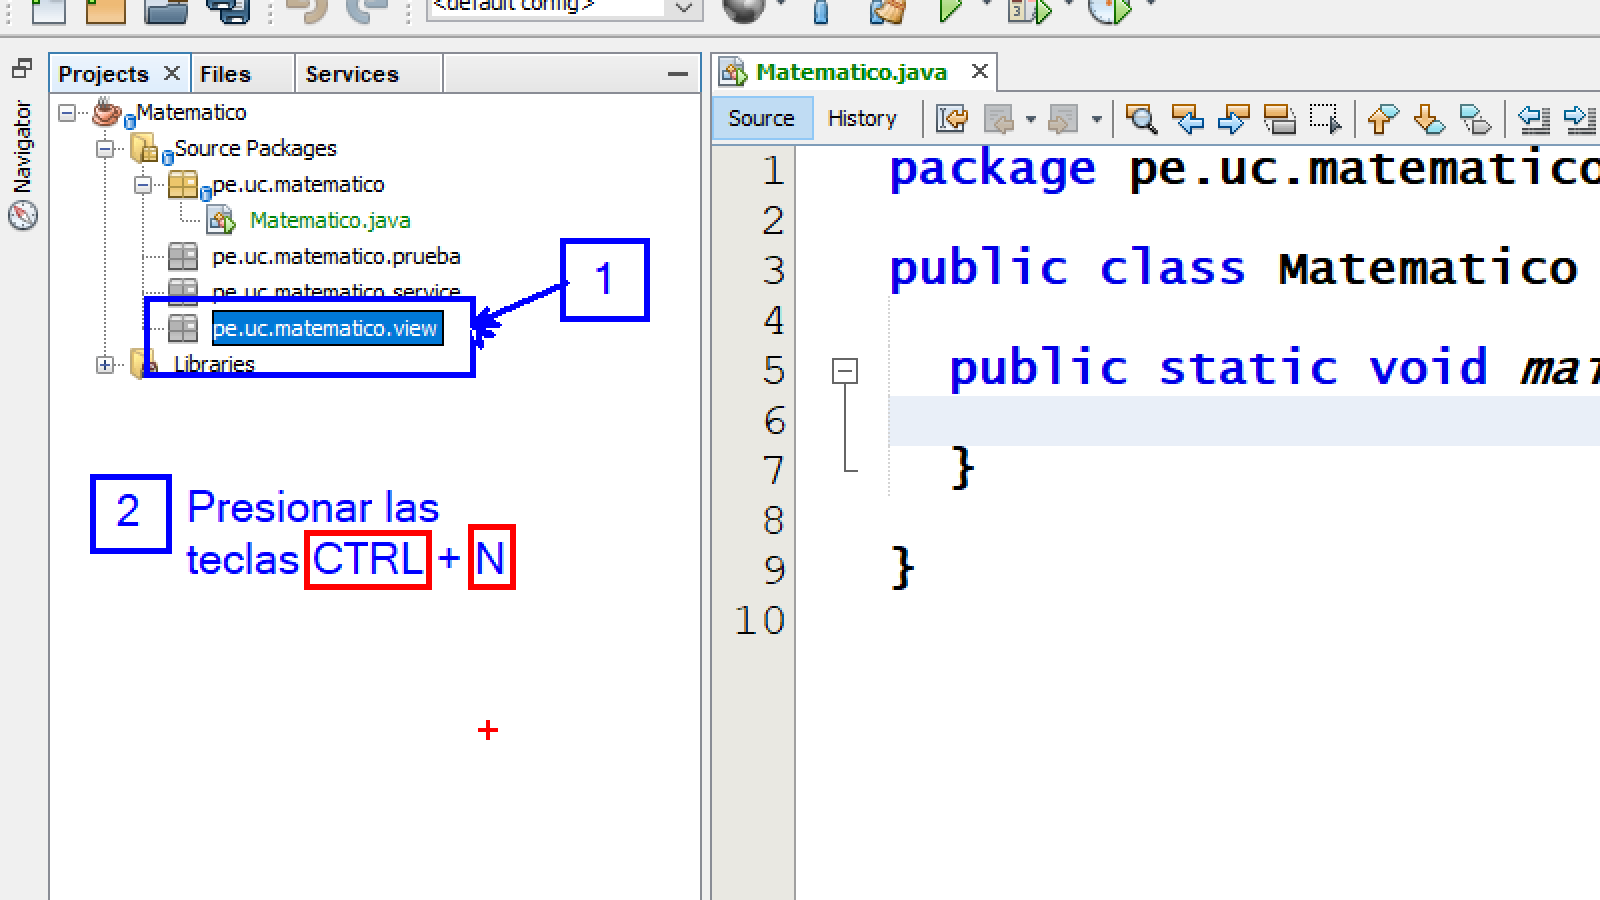 <default config>
Projects Files Services
Matematico.java
Navigator
Matematico
Source Packages
pe.uc.matematico
Matematico.java
pe.uc.matematico.prueba
pe.uc.matematico.service
pe.uc.matematico.view
Libraries
1
2 Presionar las
teclas CTRL + N
Source History
1 package pe.uc.matematico
2
3 public class Matematico
4
5 public static void mai
6
7 }
8
9 }
10